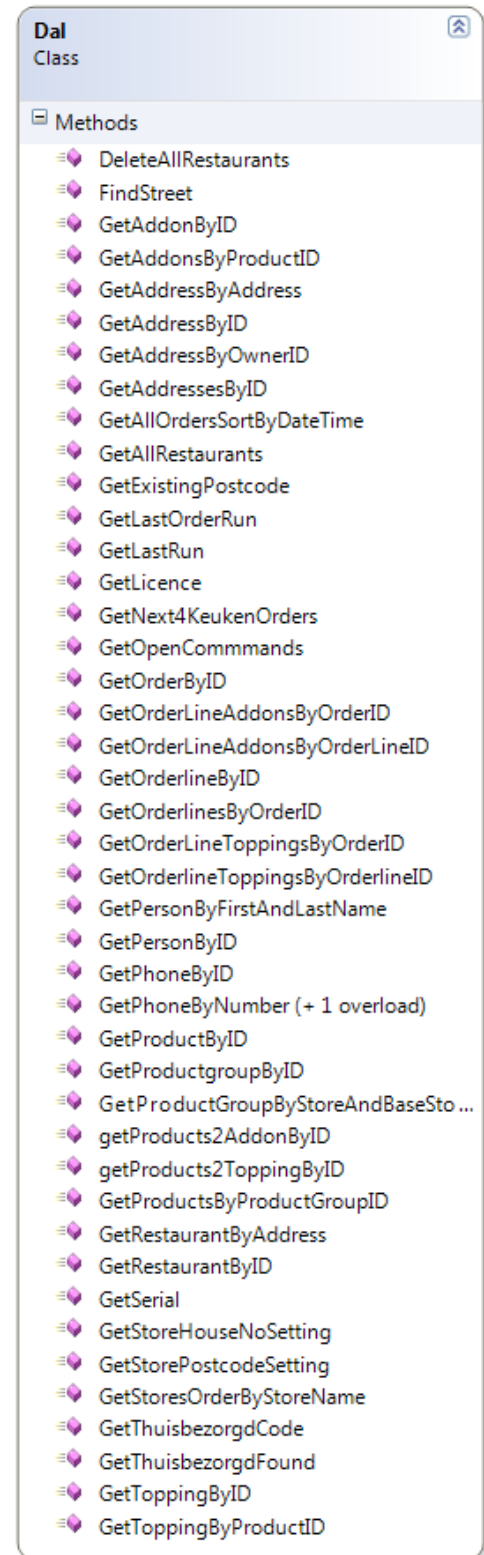 Dal
Class
Methods
DeleteAllRestaurants
FindStreet
GetAddonByID
GetAddonsByProductID
GetAddressByAddress
GetAddressByID
GetAddressByOwnerID
GetAddressesByID
GetAllOrdersSortByDateTime
GetAllRestaurants
GetExistingPostcode
GetLastOrderRun
GetLastRun
GetLicence
GetNext4KeukenOrders
GetOpenCommmands
GetOrderByID
GetOrderLineAddonsByOrderID
GetOrderLineAddonsByOrderLineID
GetOrderlineByID
GetOrderlinesByOrderID
GetOrderLineToppingsByOrderID
GetOrderlineToppingsByOrderlineID
GetPersonByFirstAndLastName
GetPersonByID
GetPhoneByID
GetPhoneByNumber (+ 1 overload)
GetProductByID
GetProductgroupByID
GetProductGroupByStoreAndBaseSto...
getProducts2AddonByID
getProducts2ToppingByID
GetProductsByProductGroupID
GetRestaurantByAddress
GetRestaurantByID
GetSerial
GetStoreHouseNoSetting
GetStorePostcodeSetting
GetStoresOrderByStoreName
GetThuisbezorgdCode
GetThuisbezorgdFound
GetToppingByID
GetToppingByProductID